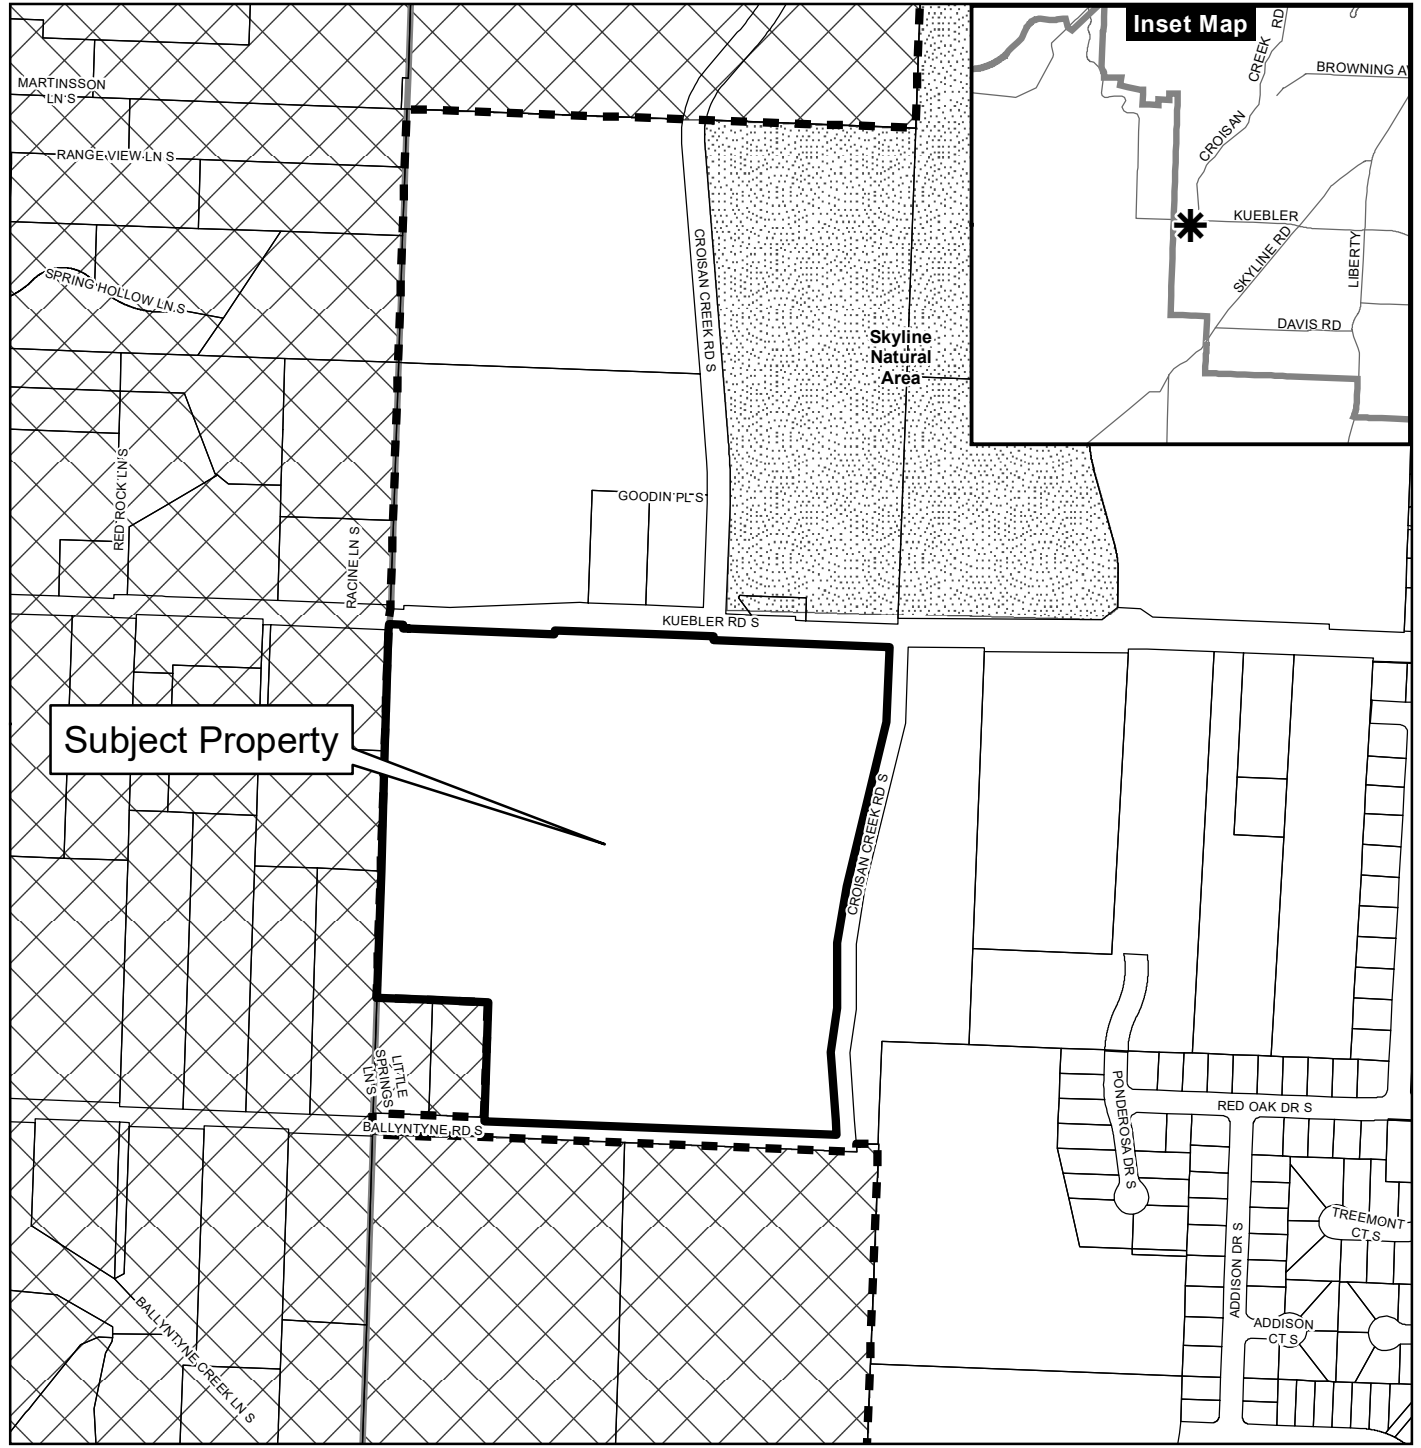 Inset Map
CREEK RD
BROWNING
CROISAN
KUEBLER
SKYLINE RD
LIBERTY
DAVIS RD
MARTINSSON
LN S
RANGE VIEW LN S
SPRING HOLLOW LN S
CROISAN CREEK RD S
Skyline
Natural
Area
RED ROCK LN S
GOODIN PL S
RACINE LN S
KUEBLER RD S
Subject Property
CROISAN CREEK RD S
LITTLE
SPRINGS
LN S
BALLYNTYNE RD S
PONDEROSA DR S
RED OAK DR S
TREEMONT
CT S
ADDISON DR S
ADDISON
CT S
BALLYNTYNE CREEK LN S